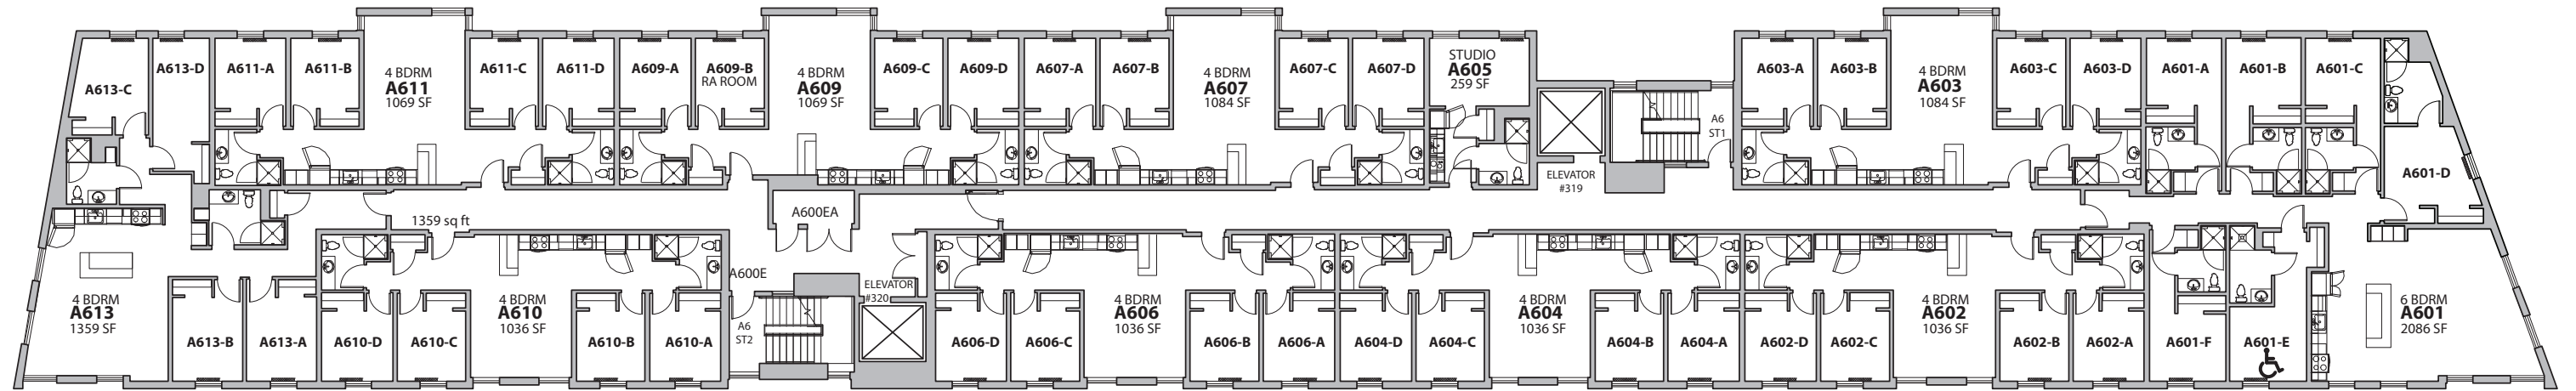 A613-C
A613-D
A611-A
A611-B
4 BDRM
A611
1069 SF
A611-C
A611-D
A609-A
A609-B
RA ROOM
4 BDRM
A609
1069 SF
A609-C
A609-D
A607-A
A607-B
4 BDRM
A607
1084 SF
A607-C
A607-D
STUDIO
A605
259 SF
ELEVATOR
#319
A6
ST1
A603-A
A603-B
4 BDRM
A603
1084 SF
A603-C
A603-D
A601-A
A601-B
A601-C
A601-D
1359 sq ft
A600EA
4 BDRM
A613
1359 SF
A613-B
A613-A
A610-D
A610-C
4 BDRM
A610
1036 SF
A610-B
A610-A
A600E
A6
ST2
ELEVATOR
#320
A606-D
A606-C
4 BDRM
A606
1036 SF
A606-B
A606-A
A604-D
A604-C
4 BDRM
A604
1036 SF
A604-B
A604-A
A602-D
A602-C
4 BDRM
A602
1036 SF
A602-B
A602-A
A601-F
A601-E
6 BDRM
A601
2086 SF